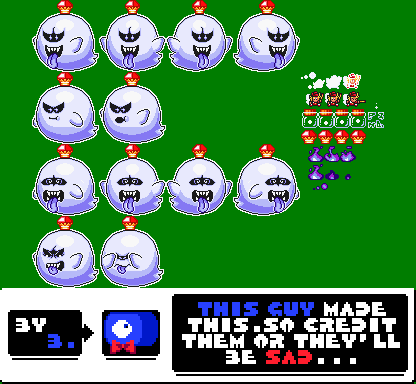 BY
3.
THIS GUY MADE
THIS.SO CREDIT
THEM OR THEY'LL
BE SAD...